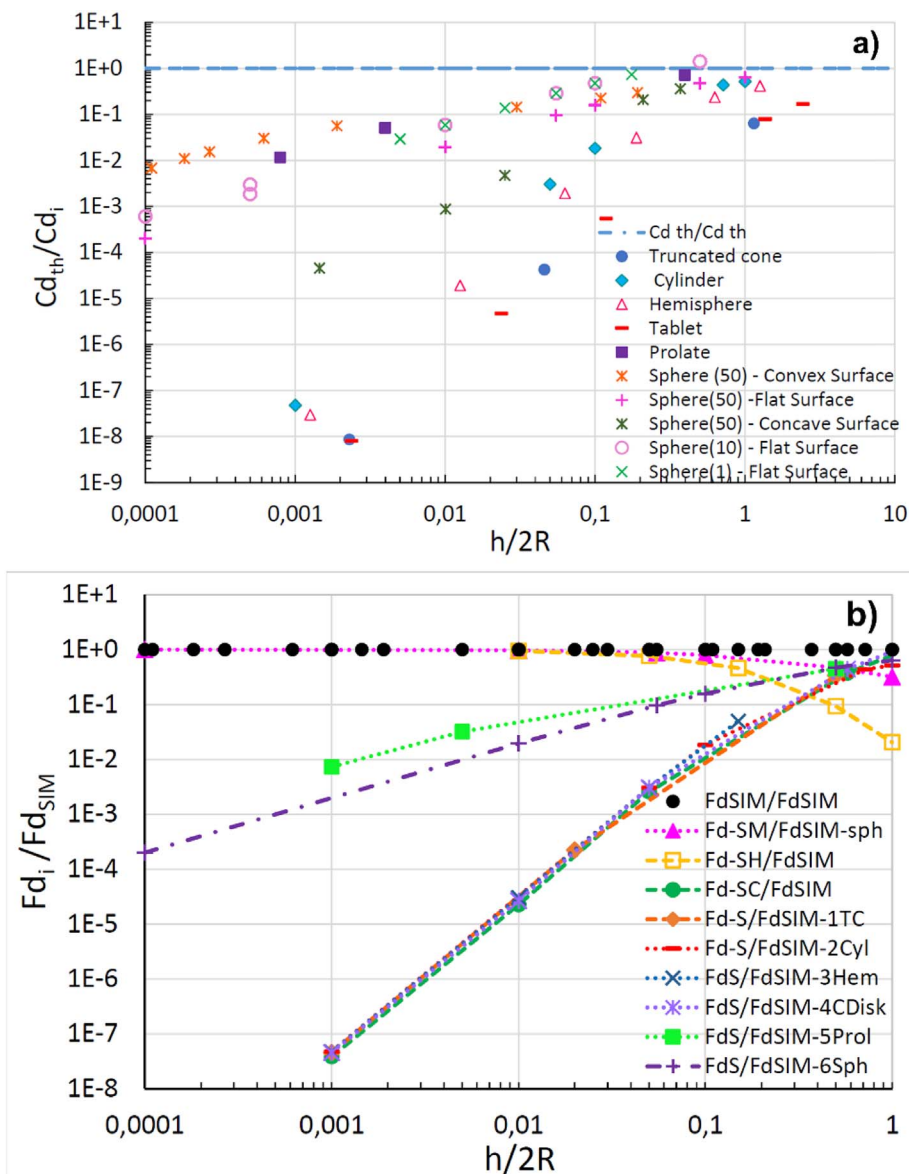 a)
1E+1
1E+0
1E-1
1E-2
1E-3
1E-4
1E-5
1E-6
1E-7
1E-8
1E-9
Cd_th/Cd_i
Cd th/Cd th
Truncated cone
Cylinder
Hemisphere
Tablet
Prolate
Sphere (50) - Convex Surface
Sphere(50) -Flat Surface
Sphere(50) - Concave Surface
Sphere(10) - Flat Surface
Sphere(1) - Flat Surface
0,0001 0,001 0,01 0,1 1 10
h/2R
b)
1E+1
1E+0
1E-1
1E-2
1E-3
1E-4
1E-5
1E-6
1E-7
1E-8
Fd_i/Fd_SIM
FdSIM/FdSIM
Fd-SM/FdSIM-sph
Fd-SH/FdSIM
Fd-SC/FdSIM
Fd-S/FdSIM-1TC
Fd-S/FdSIM-2Cyl
FdS/FdSIM-3Hem
FdS/FdSIM-4CDisk
FdS/FdSIM-5Prol
FdS/FdSIM-6Sph
0,0001 0,001 0,01 0,1 1
h/2R